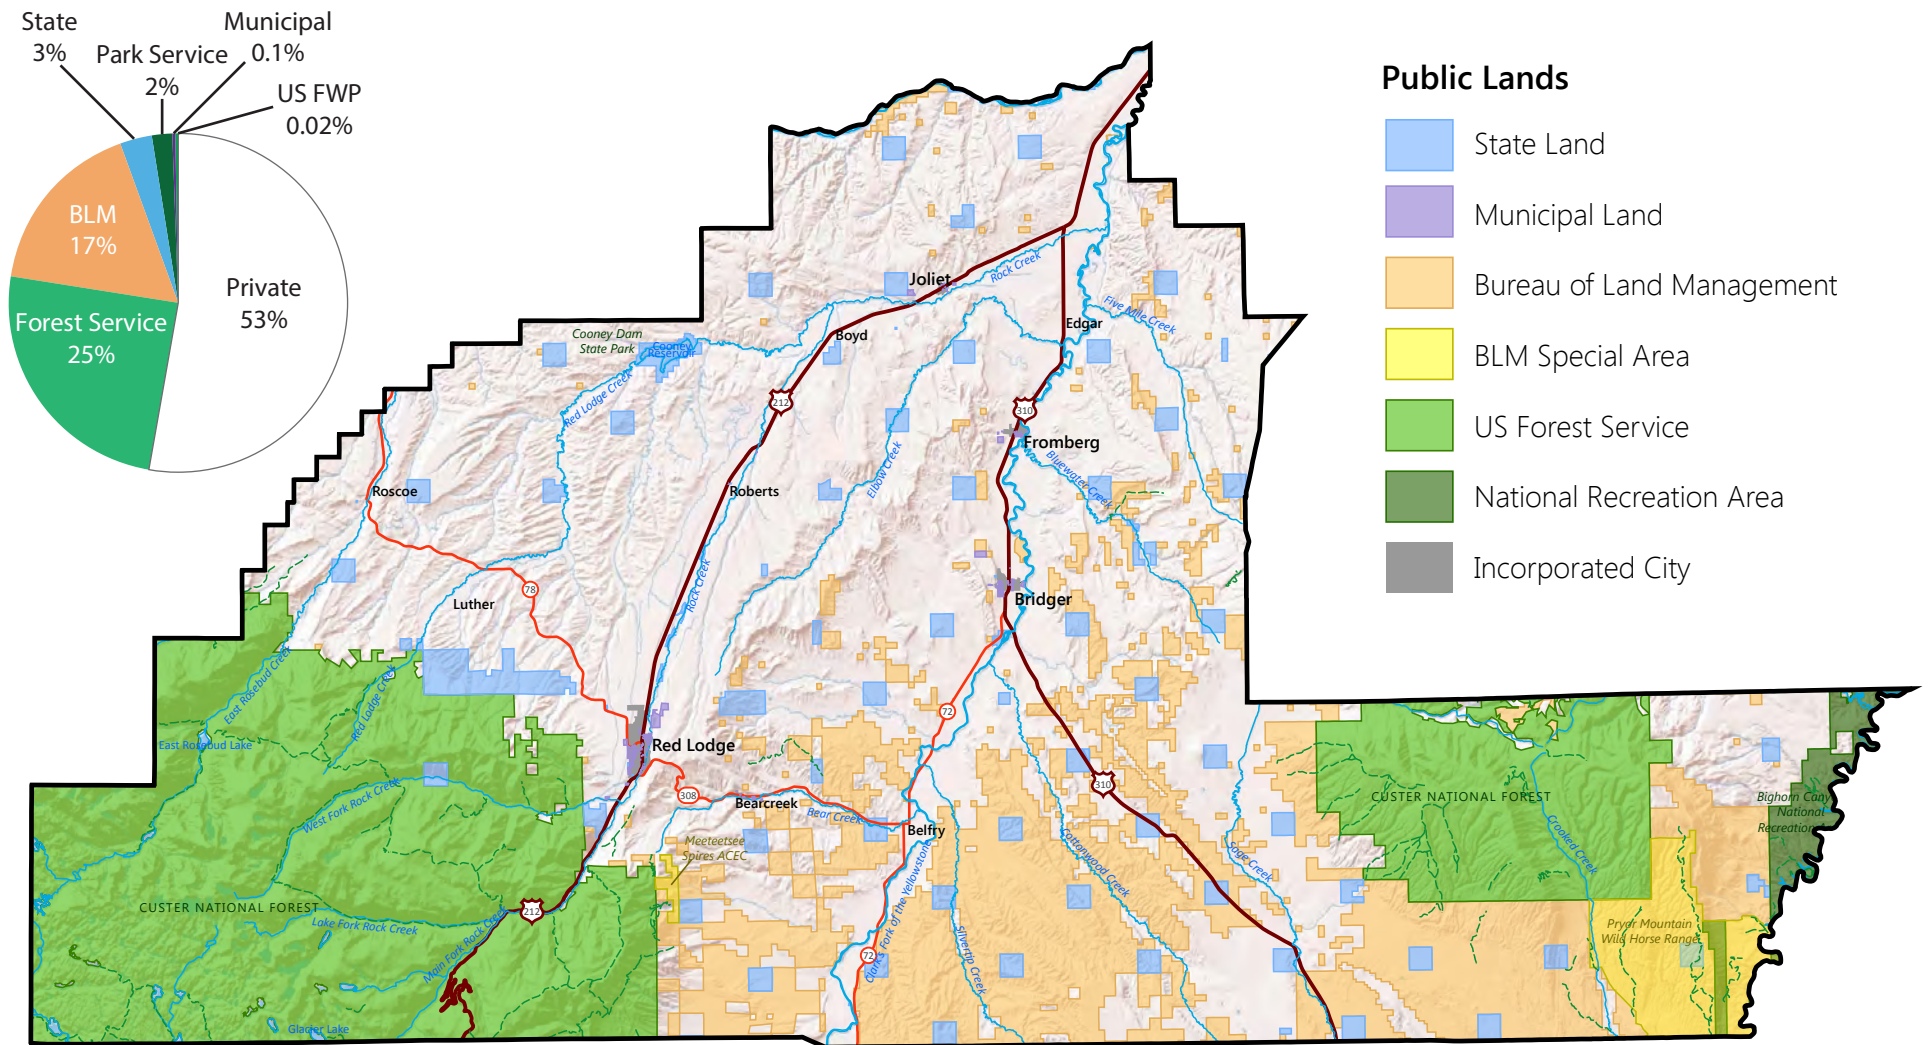 State
3%
Park Service
2%
Municipal
0.1%
US FWP
0.02%
BLM
17%
Private
53%
Forest Service
25%
Public Lands
State Land
Municipal Land
Bureau of Land Management
BLM Special Area
US Forest Service
National Recreation Area
Incorporated City
Joliet
Rock Creek
Cooney Dam
State Park
Cooney
Reservoir
Boyd
Edgar
Five Mile Creek
Red Lodge Creek
212
310
Fromberg
Elbow Creek
Bluewater Creek
Roscoe
Roberts
Rock Creek
78
Luther
Bridger
East Rosebud Creek
Red Lodge Creek
East Rosebud Lake
Red Lodge
72
308
Bearcreek
Bear Creek
Belfry
310
West Fork Rock Creek
Meeteetsee
Spires ACEC
Cottonwood Creek
Sage Creek
CUSTER NATIONAL FOREST
Crooked Creek
Bighorn Cany
National
Recreation
CUSTER NATIONAL FOREST
Lake Fork Rock Creek
212
Main Fork Rock Creek
72
Clark's Fork of the Yellowstone
Silvertip Creek
Pryor Mountain
Wild Horse Range
Glacier Lake